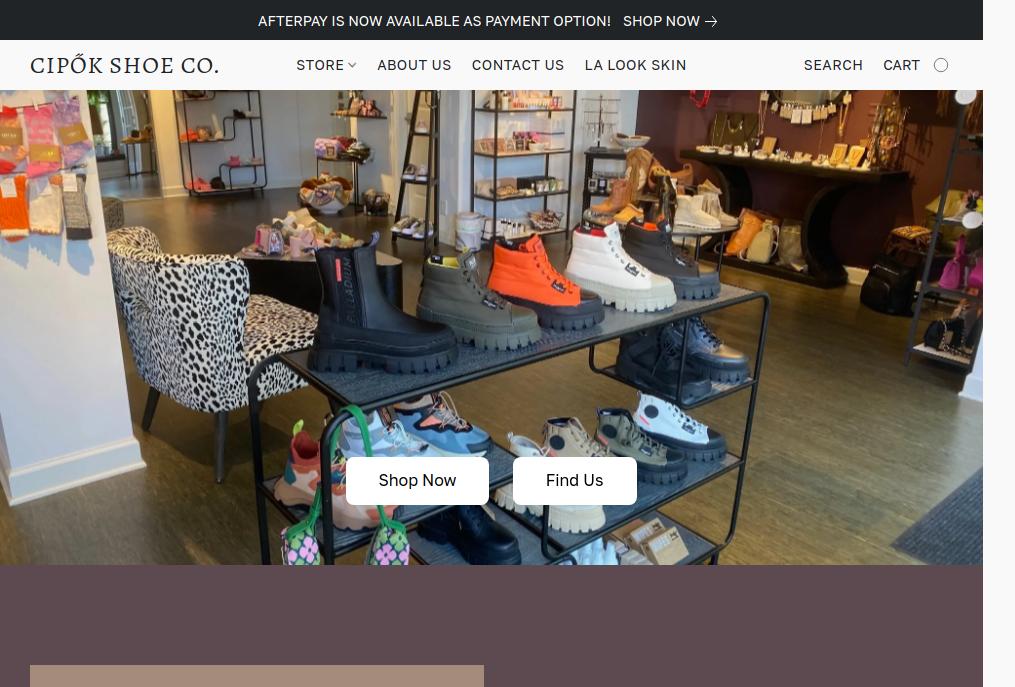 AFTERPAY IS NOW AVAILABLE AS PAYMENT OPTION! SHOP NOW →
CIPŐK SHOE CO.
STORE ABOUT US CONTACT US LA LOOK SKIN
SEARCH CART
PALLADIUM
Shop Now Find Us